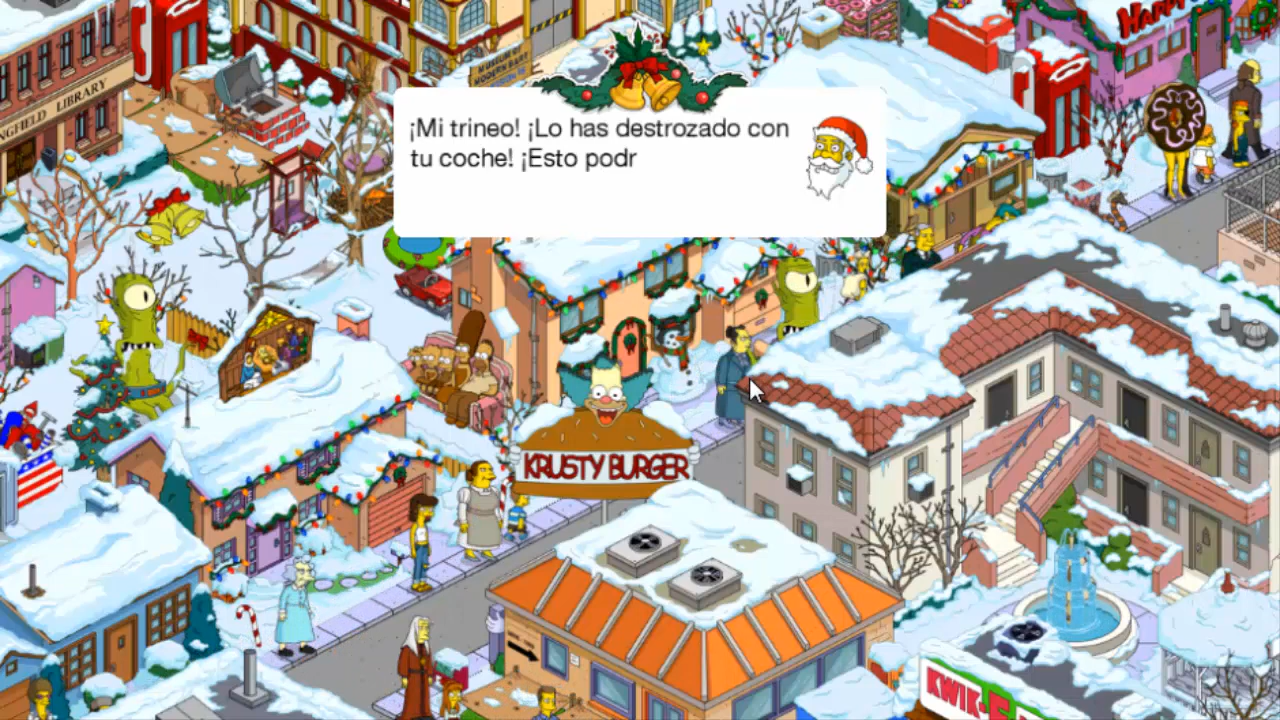 ¡Mi trineo! ¡Lo has destrozado con
tu coche! ¡Esto podr
LIBRARY
KRUSTY BURGER